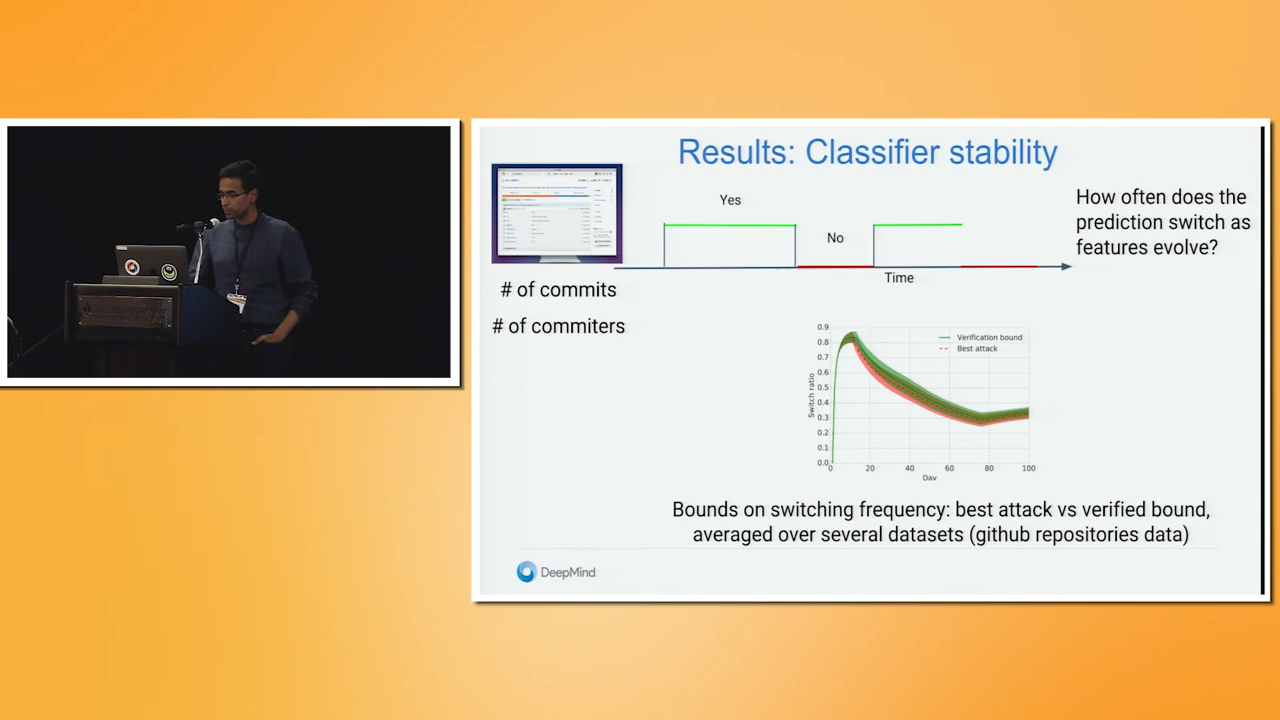 Results: Classifier stability
Yes
No
Time
How often does the
prediction switch as
features evolve?
# of commits
# of commiters
Verification bound
Best attack
Switch ratio
0.9
0.8
0.7
0.6
0.5
0.4
0.3
0.2
0.1
0.0
0 20 40 60 80 100
Day
Bounds on switching frequency: best attack vs verified bound,
averaged over several datasets (github repositories data)
DeepMind